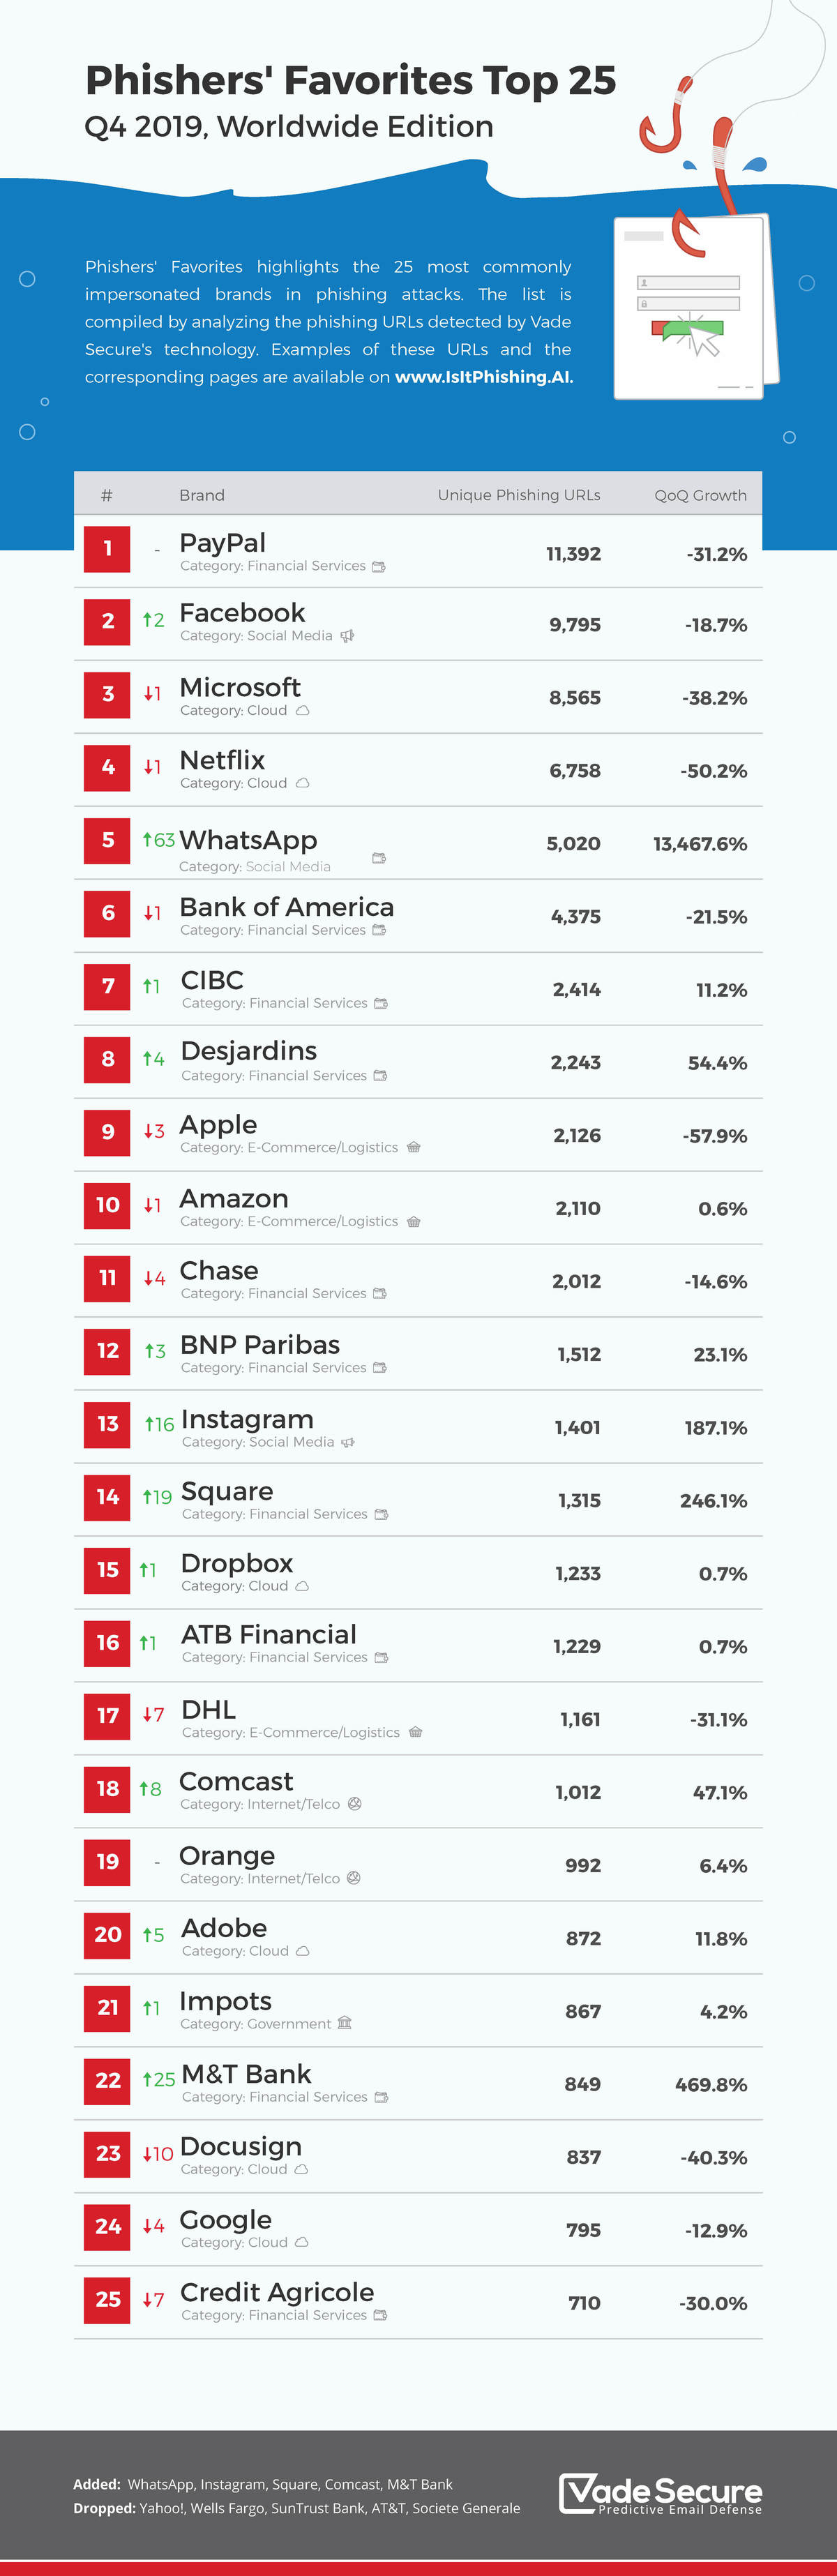 Phishers' Favorites Top 25
Q4 2019, Worldwide Edition
Phishers' Favorites highlights the 25 most commonly
impersonated brands in phishing attacks. The list is
compiled by analyzing the phishing URLs detected by Vade
Secure's technology. Examples of these URLs and the
corresponding pages are available on www.IsItPhishing.AI.
# Brand Unique Phishing URLs QoQ Growth
1 - PayPal 11,392 -31.2%
Category: Financial Services
2 ↑2 Facebook 9,795 -18.7%
Category: Social Media
3 ↓1 Microsoft 8,565 -38.2%
Category: Cloud
4 ↓1 Netflix 6,758 -50.2%
Category: Cloud
5 ↑63 WhatsApp 5,020 13,467.6%
Category: Social Media
6 ↓1 Bank of America 4,375 -21.5%
Category: Financial Services
7 ↑1 CIBC 2,414 11.2%
Category: Financial Services
8 ↑4 Desjardins 2,243 54.4%
Category: Financial Services
9 ↓3 Apple 2,126 -57.9%
Category: E-Commerce/Logistics
10 ↓1 Amazon 2,110 0.6%
Category: E-Commerce/Logistics
11 ↓4 Chase 2,012 -14.6%
Category: Financial Services
12 ↑3 BNP Paribas 1,512 23.1%
Category: Financial Services
13 ↑16 Instagram 1,401 187.1%
Category: Social Media
14 ↑19 Square 1,315 246.1%
Category: Financial Services
15 ↑1 Dropbox 1,233 0.7%
Category: Cloud
16 ↑1 ATB Financial 1,229 0.7%
Category: Financial Services
17 ↓7 DHL 1,161 -31.1%
Category: E-Commerce/Logistics
18 ↑8 Comcast 1,012 47.1%
Category: Internet/Telco
19 - Orange 992 6.4%
Category: Internet/Telco
20 ↑5 Adobe 872 11.8%
Category: Cloud
21 ↑1 Impots 867 4.2%
Category: Government
22 ↑25 M&T Bank 849 469.8%
Category: Financial Services
23 ↓10 Docusign 837 -40.3%
Category: Cloud
24 ↓4 Google 795 -12.9%
Category: Cloud
25 ↓7 Credit Agricole 710 -30.0%
Category: Financial Services
Added: WhatsApp, Instagram, Square, Comcast, M&T Bank
Dropped: Yahoo!, Wells Fargo, SunTrust Bank, AT&T, Societe Generale
Vade Secure
Predictive Email Defense